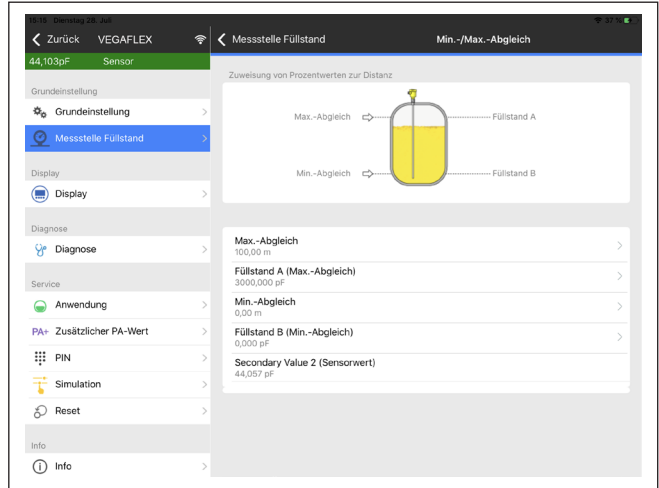 15:15 Dienstag 28. Juli
37 %
Zurück VEGAFLEX
44,103pF Sensor
Grundeinstellung
Grundeinstellung
Messstelle Füllstand
Display
Display
Diagnose
Diagnose
Service
Anwendung
PA+ Zusätzlicher PA-Wert
PIN
Simulation
Reset
Info
Info
Messstelle Füllstand Min.-/Max.-Abgleich
Zuweisung von Prozentwerten zur Distanz
Max.-Abgleich Füllstand A
Min.-Abgleich Füllstand B
Max.-Abgleich
100,00 m
Füllstand A (Max.-Abgleich)
3000,000 pF
Min.-Abgleich
0,00 m
Füllstand B (Min.-Abgleich)
0,000 pF
Secondary Value 2 (Sensorwert)
44,057 pF